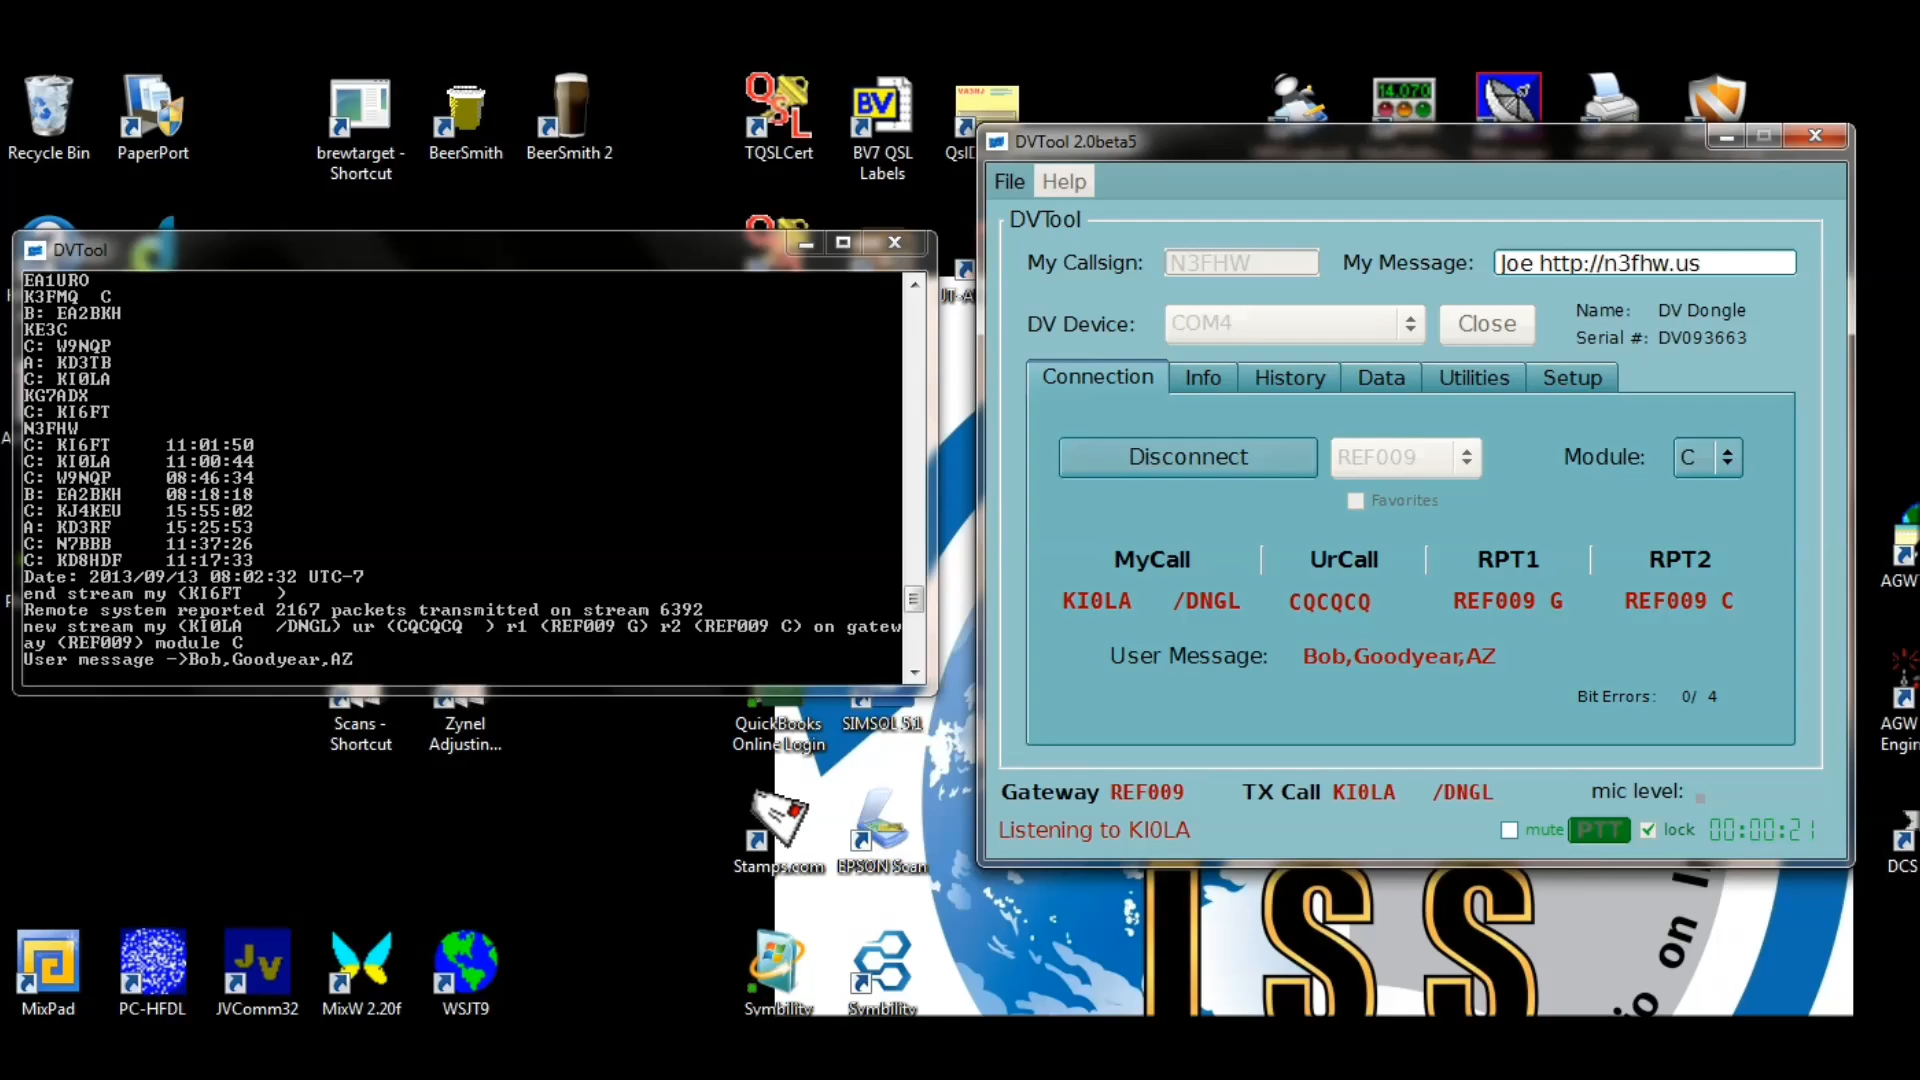 Recycle Bin
PaperPort
brewtarget -
Shortcut
BeerSmith
BeerSmith 2
TQSLCert
BV7 QSL
Labels
DVTool
EA1URO
K3FMQ  C
B: EA2BKH
KE3C
C: W9NQP
A: KD3TB
C: KI0LA
KG7ADX
C: KI6FT
N3FHW
C: KI6FT 11:01:50
C: KI0LA 11:00:44
C: W9NQP 08:46:34
B: EA2BKH 08:18:18
C: KJ4KEU 15:55:02
A: KD3RF 15:25:53
C: N7BBB 11:37:26
C: KD8HDF 11:17:33
Date: 2013/09/13 08:02:32 UTC-7
end stream my (KI6FT   )
Remote system reported 2167 packets transmitted on stream 6392
new stream my (KI0LA   /DNGL) ur (CQCQCQ  ) r1 (REF009 G) r2 (REF009 C) on gatew
ay (REF009) module C
User message ->Bob,Goodyear,AZ
DVTool 2.0beta5
File Help
DVTool
My Callsign: N3FHW My Message: Joe http://n3fhw.us
DV Device: COM4 Close
Name: DV Dongle
Serial #: DV093663
Connection Info History Data Utilities Setup
Disconnect REF009 Module: C
Favorites
MyCall UrCall RPT1 RPT2
KI0LA /DNGL CQCQCQ REF009 G REF009 C
User Message: Bob,Goodyear,AZ
Bit Errors: 0/ 4
Gateway REF009 TX Call KI0LA /DNGL mic level:
Listening to KI0LA mute PTT lock 00:00:21
Scans -
Shortcut
Zynel
Adjustin...
QuickBooks
Online Login
SIMSOL 5.1
Stamps.com
EPSON Scan
AGW
Engin
DCS
MixPad
PC-HFDL
JVComm32
MixW 2.20f
WSJT9
Symbility
Symbility
ISS
on